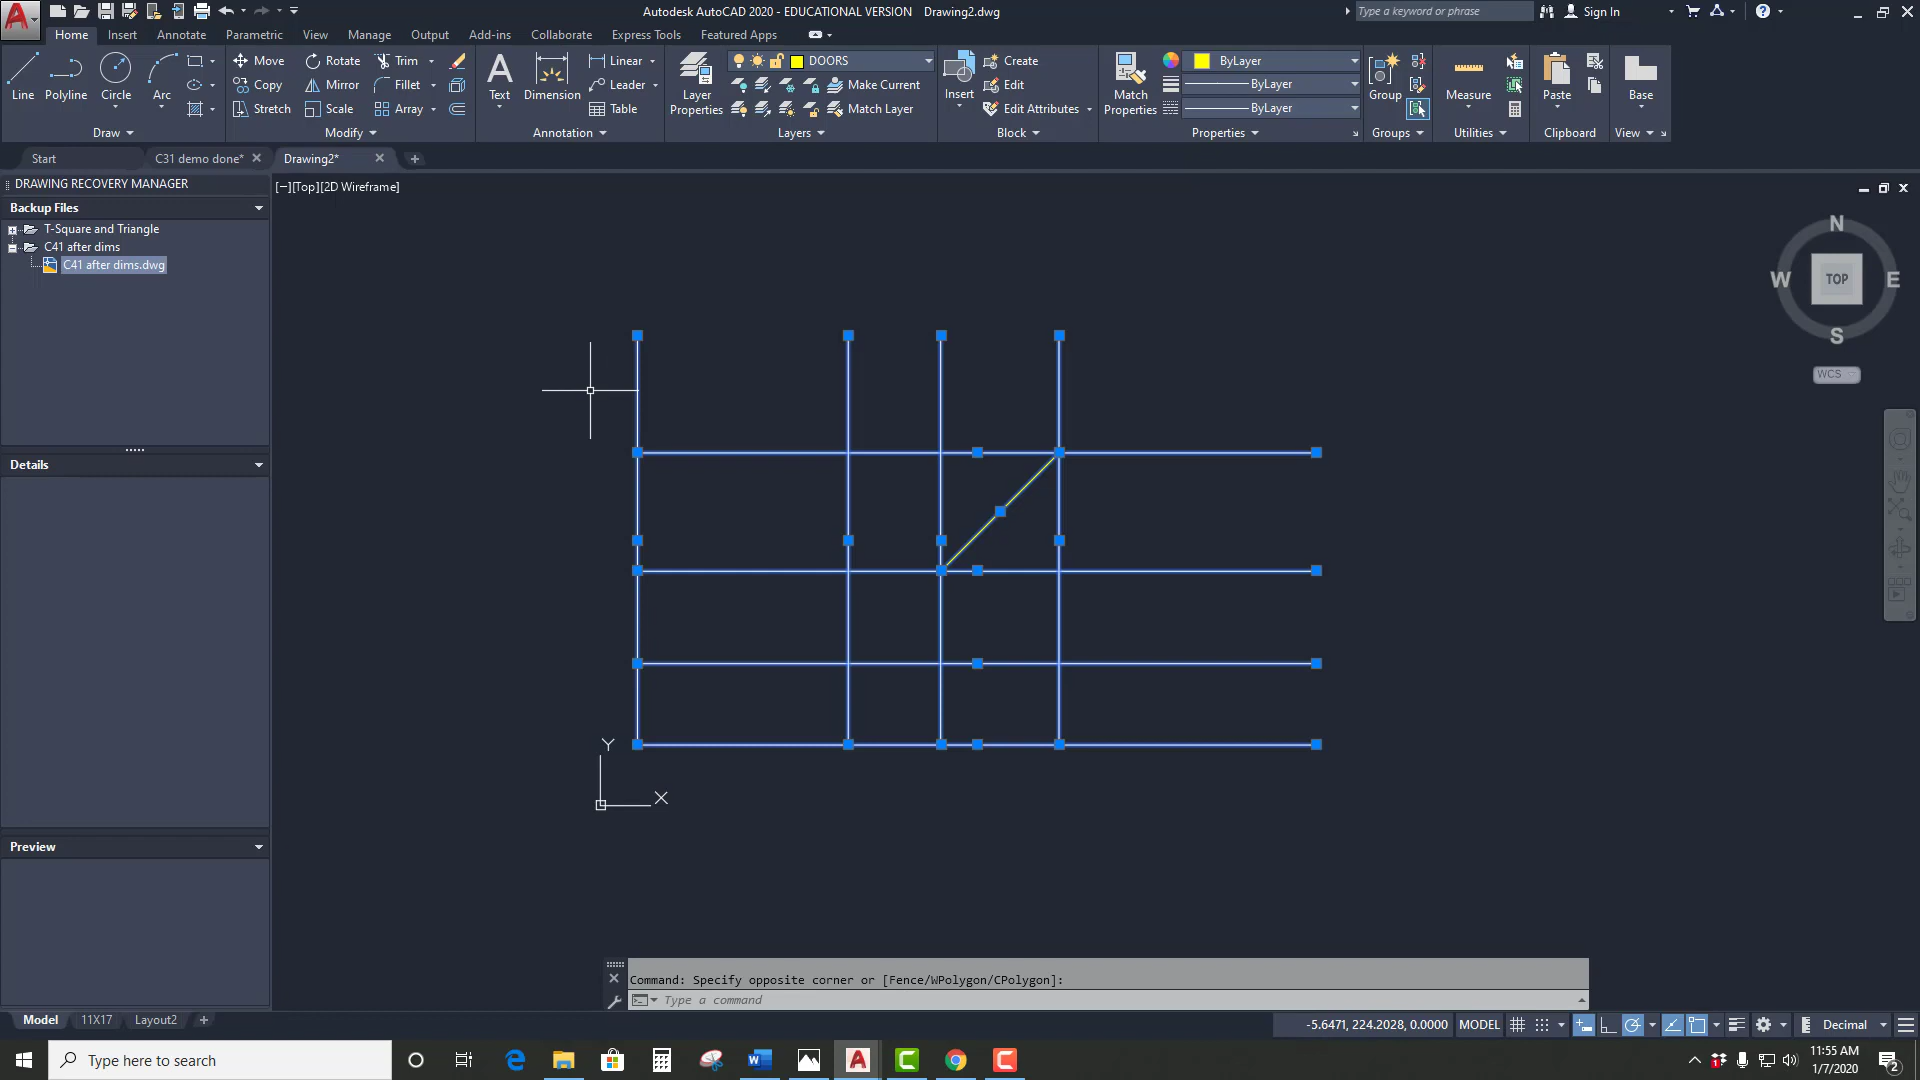 Autodesk AutoCAD 2020 - EDUCATIONAL VERSION Drawing2.dwg
Type a keyword or phrase
Sign In
Home Insert Annotate Parametric View Manage Output Add-ins Collaborate Express Tools Featured Apps
Line Polyline Circle Arc
Move Rotate Trim
Copy Mirror Fillet
Stretch Scale Array
Text Dimension
Linear
Leader
Table
Layer Properties
DOORS
Make Current
Match Layer
Insert
Create
Edit
Edit Attributes
Match Properties
ByLayer
ByLayer
ByLayer
Group
Measure
Paste
Base
Draw Modify Annotation Layers Block Properties Groups Utilities Clipboard View
Start C31 demo done* Drawing2*
DRAWING RECOVERY MANAGER
Backup Files
T-Square and Triangle
C41 after dims
C41 after dims.dwg
Details
Preview
[−][Top][2D Wireframe]
N
W TOP E
S
WCS
Y
X
Command: Specify opposite corner or [Fence/WPolygon/CPolygon]:
Type a command
Model 11X17 Layout2 +
-5.6471, 224.2028, 0.0000 MODEL Decimal
Type here to search
11:55 AM
1/7/2020
2